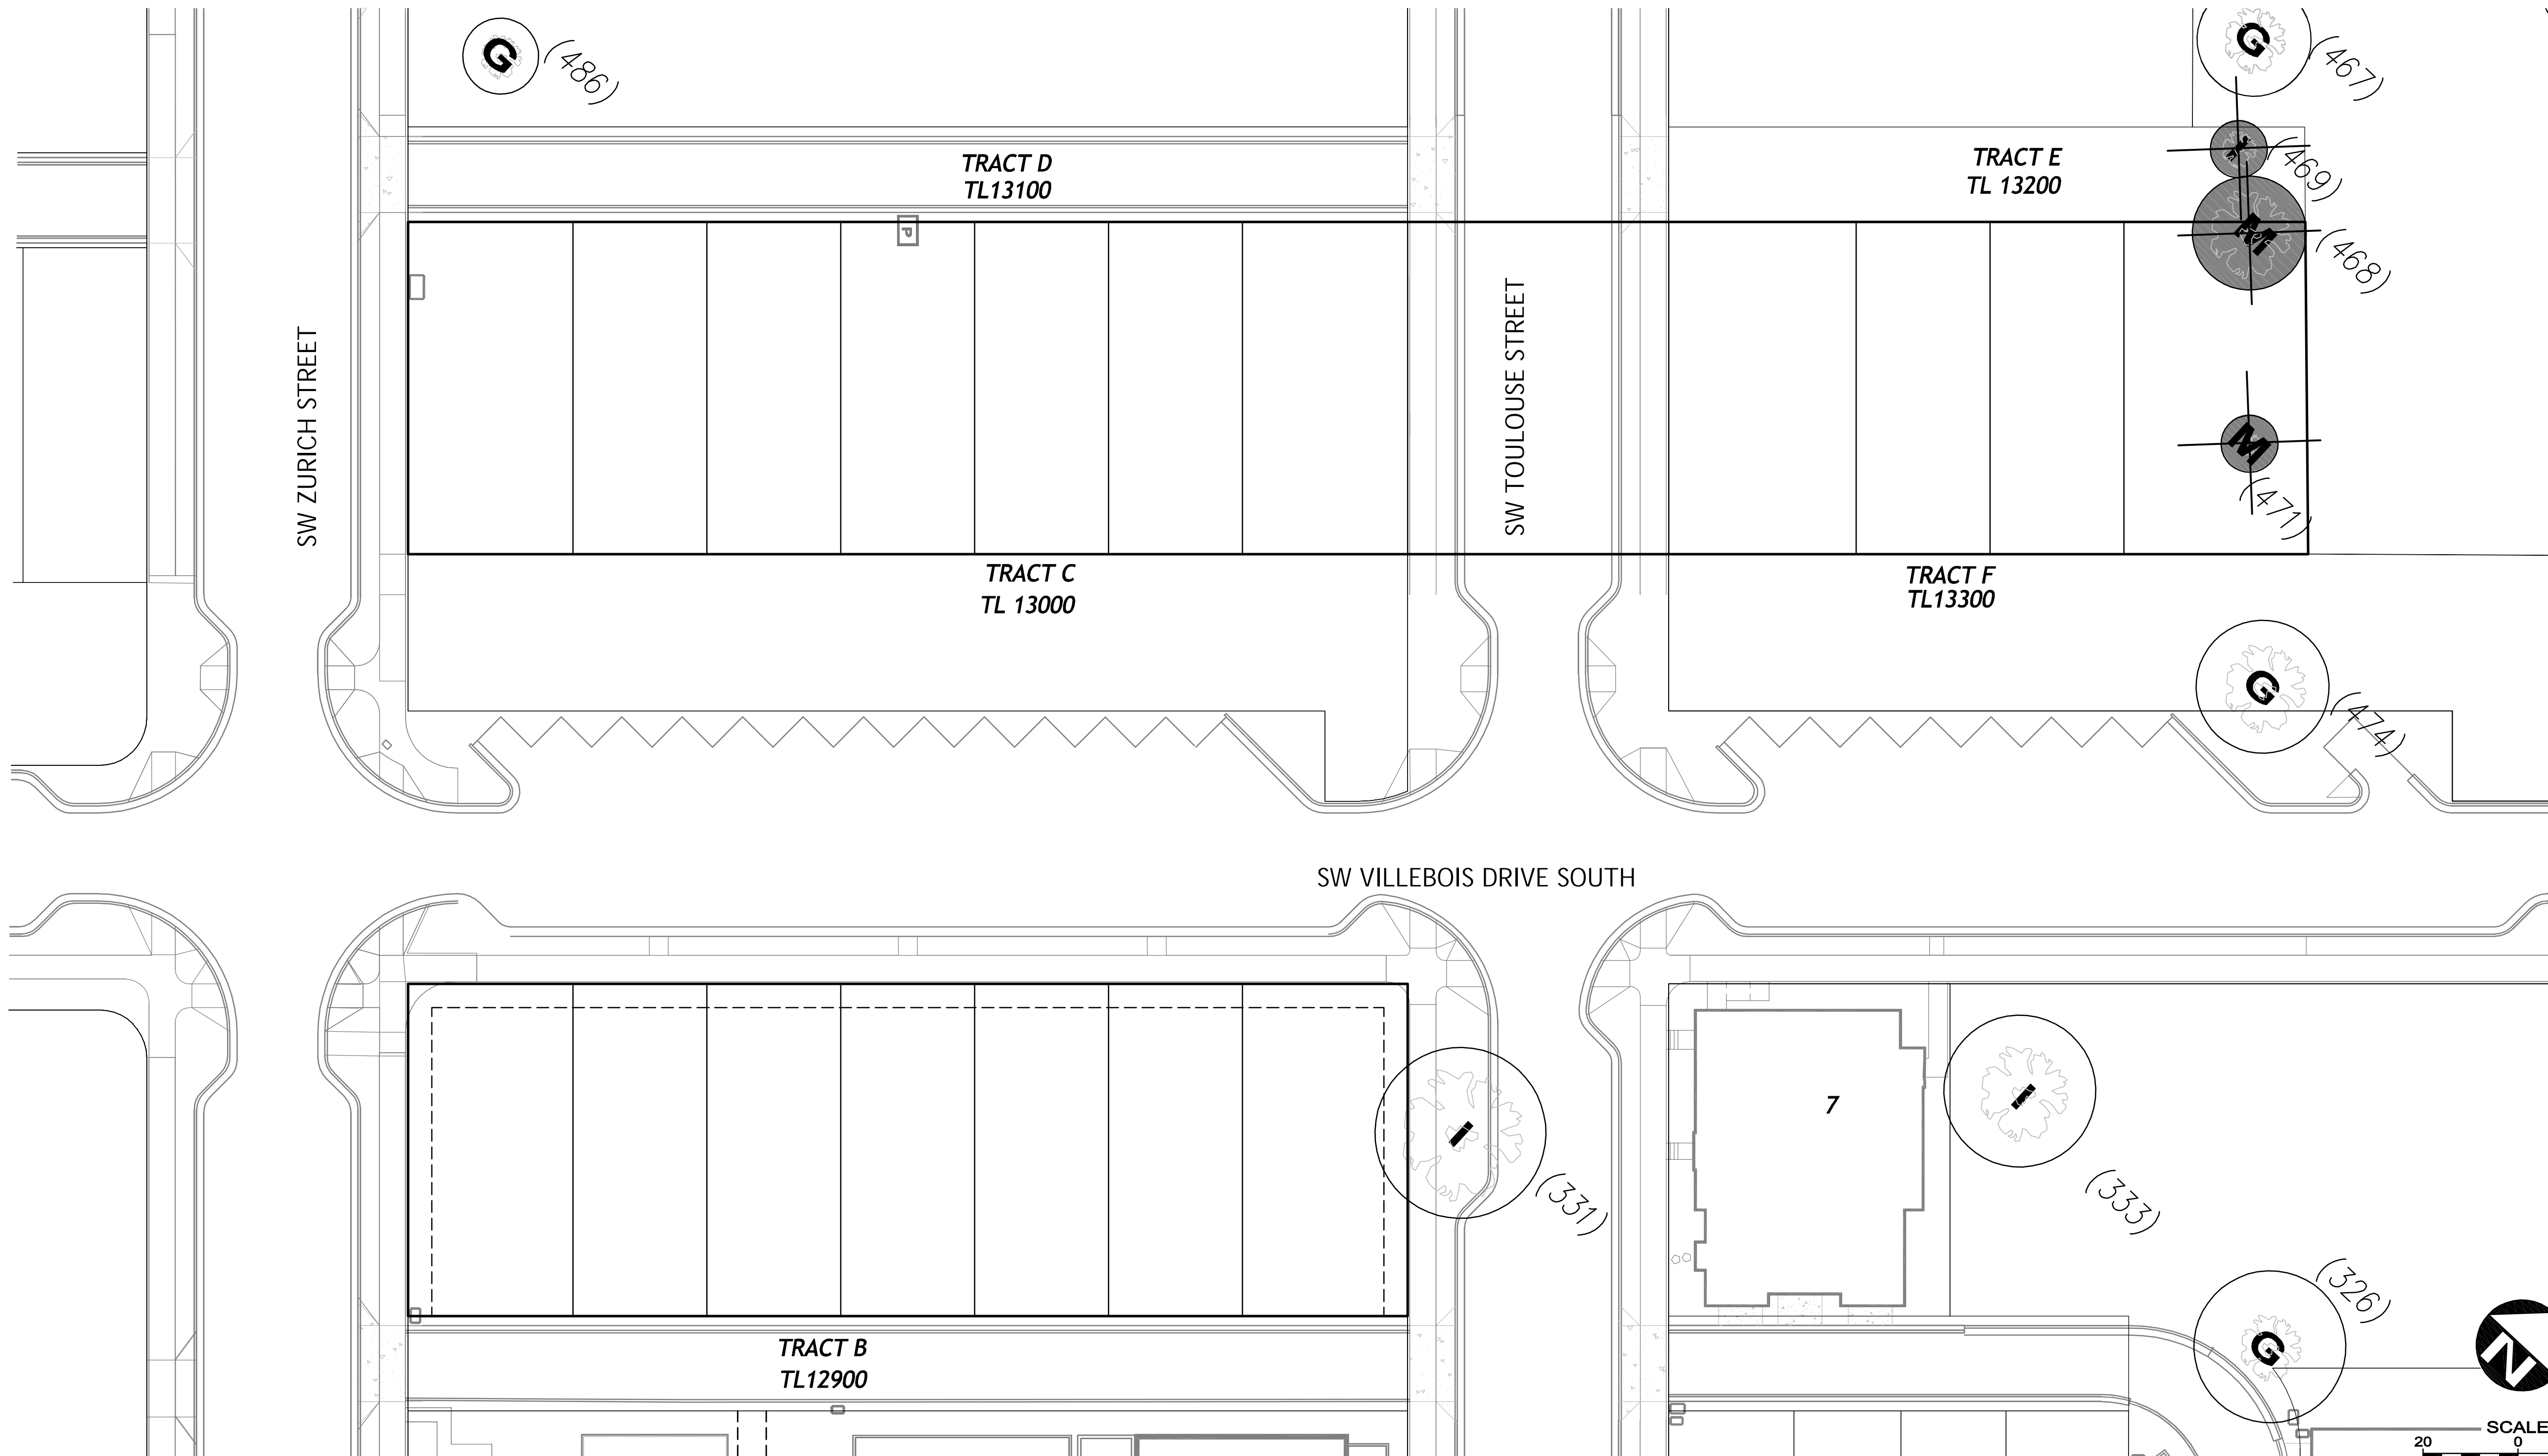 G
(486)
G
(467)
TRACT D
TL13100
TRACT E
TL 13200
(469)
P
M
(468)
SW ZURICH STREET
SW TOULOUSE STREET
M
(471)
TRACT C
TL 13000
TRACT F
TL13300
G
(474)
SW VILLEBOIS DRIVE SOUTH
I
(331)
7
I
(333)
(326)
G
N
TRACT B
TL12900
SCALE
20
0